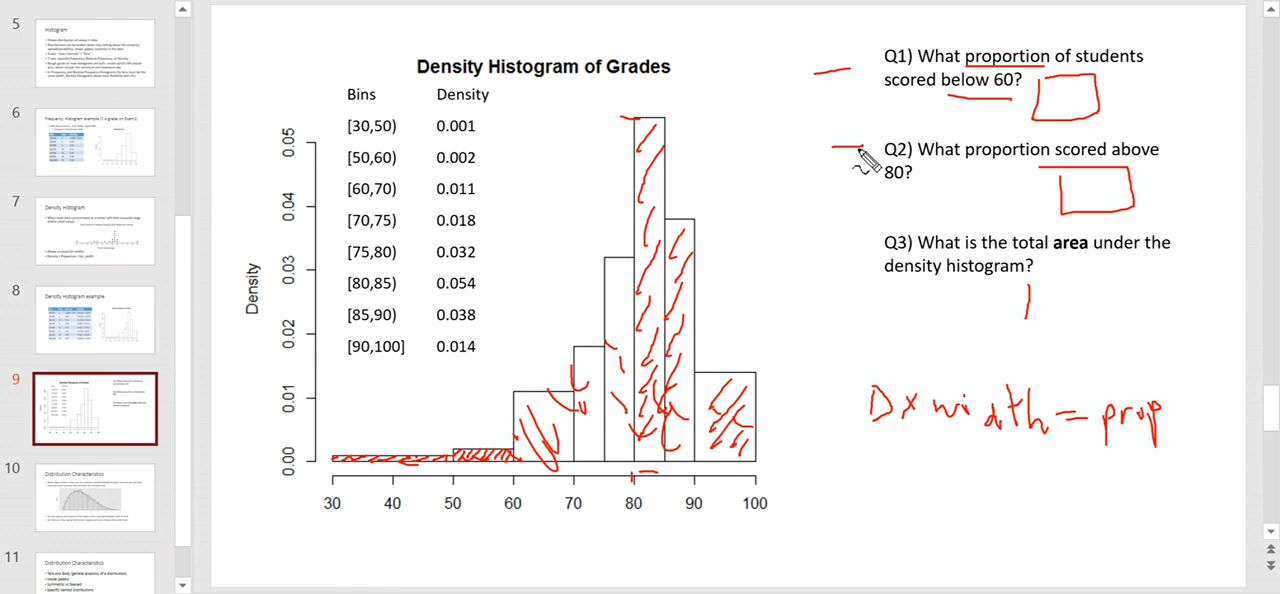 5
Histogram
6
7
Density Histogram
8
Density Histogram example
9
10
Distribution Characteristics
11
Distribution Characteristics
Density Histogram of Grades
Bins Density
[30,50) 0.001
[50,60) 0.002
[60,70) 0.011
[70,75) 0.018
[75,80) 0.032
[80,85) 0.054
[85,90) 0.038
[90,100] 0.014
Density
0.05
0.04
0.03
0.02
0.01
0.00
30 40 50 60 70 80 90 100
Q1) What proportion of students
scored below 60?
Q2) What proportion scored above
80?
Q3) What is the total area under the
density histogram?
1
D x width = prop